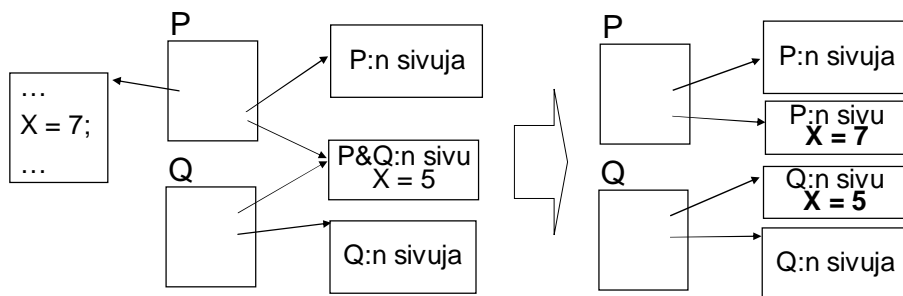 P
P:n sivuja
…
X = 7;
…
P&Q:n sivu
X = 5
Q
Q:n sivuja
P
P:n sivuja
P:n sivu
X = 7
Q
Q:n sivu
X = 5
Q:n sivuja